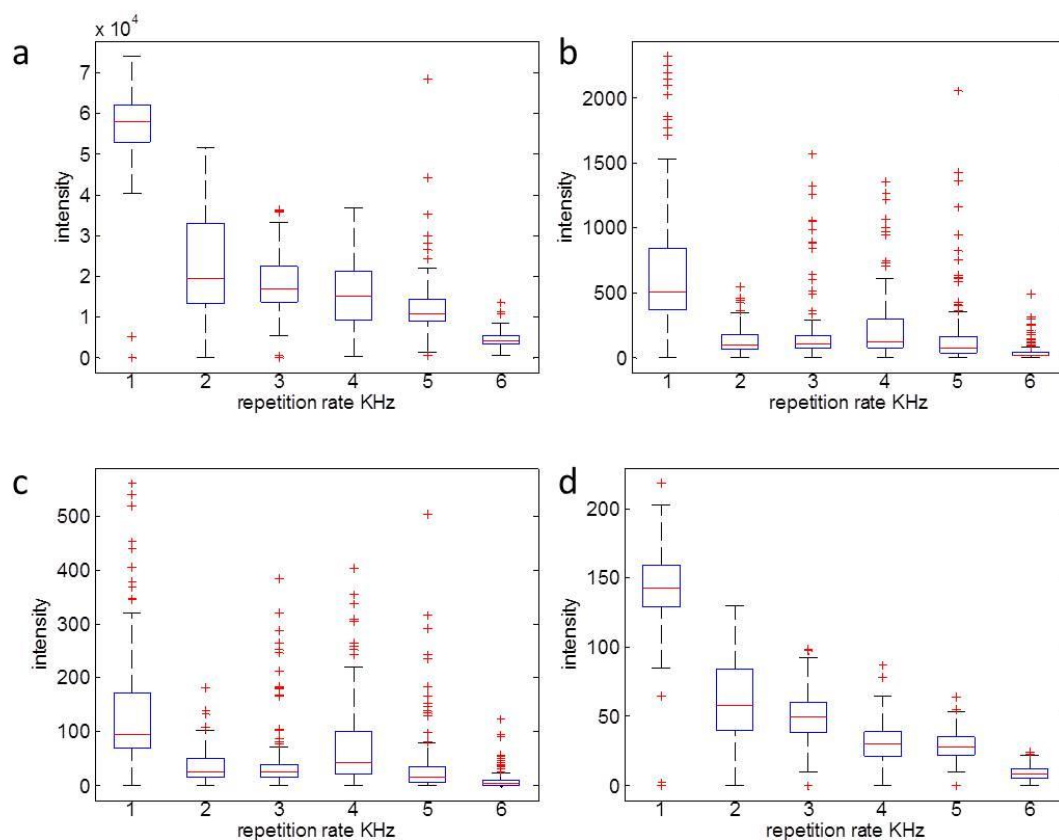 a
x 10^4
7
6
5
4
3
2
1
0
intensity
1 2 3 4 5 6
repetition rate KHz
b
2000
1500
1000
500
0
intensity
1 2 3 4 5 6
repetition rate KHz
c
500
400
300
200
100
0
intensity
1 2 3 4 5 6
repetition rate KHz
d
200
150
100
50
0
intensity
1 2 3 4 5 6
repetition rate KHz